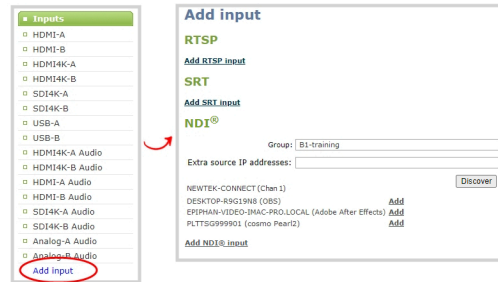 Inputs
HDMI-A
HDMI-B
HDMI4K-A
HDMI4K-B
SDI4K-A
SDI4K-B
USB-A
USB-B
HDMI4K-A Audio
HDMI4K-B Audio
HDMI-A Audio
HDMI-B Audio
SDI4K-A Audio
SDI4K-B Audio
Analog-A Audio
Analog-B Audio
Add input
Add input
RTSP
Add RTSP input
SRT
Add SRT input
NDI®
Group: B1-training
Extra source IP addresses:
Discover
NEWTEK-CONNECT (Chan 1)
DESKTOP-R9G19N8 (OBS) Add
EPIPHAN-VIDEO-IMAC-PRO.LOCAL (Adobe After Effects) Add
PLTTSG999901 (cosmo Pearl2) Add
Add NDI® input